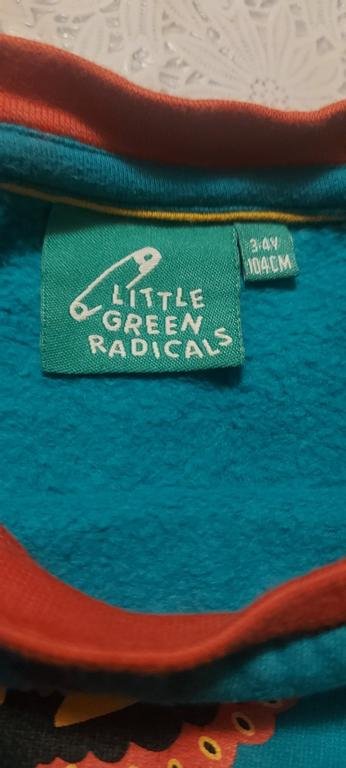 LITTLE
GREEN
RADICALS
3-4Y
104CM